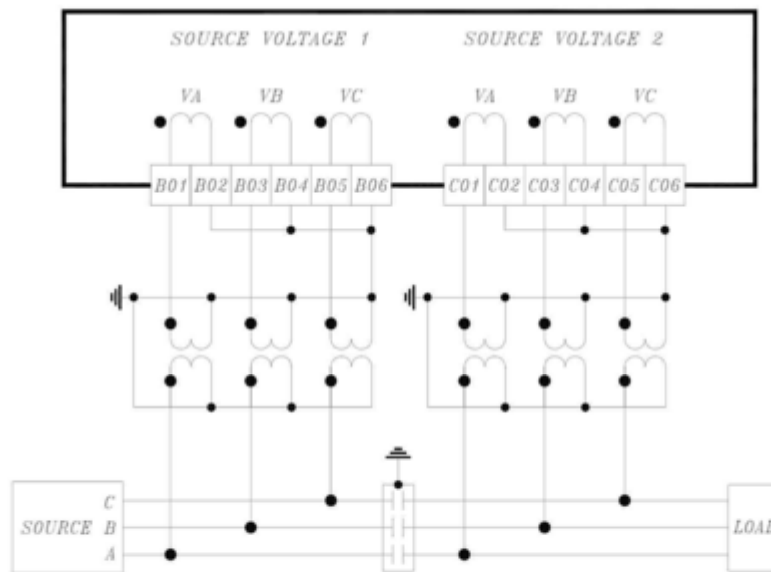 SOURCE VOLTAGE 1 SOURCE VOLTAGE 2
VA VB VC VA VB VC
B01 B02 B03 B04 B05 B06 C01 C02 C03 C04 C05 C06
C
SOURCE B LOAD
A